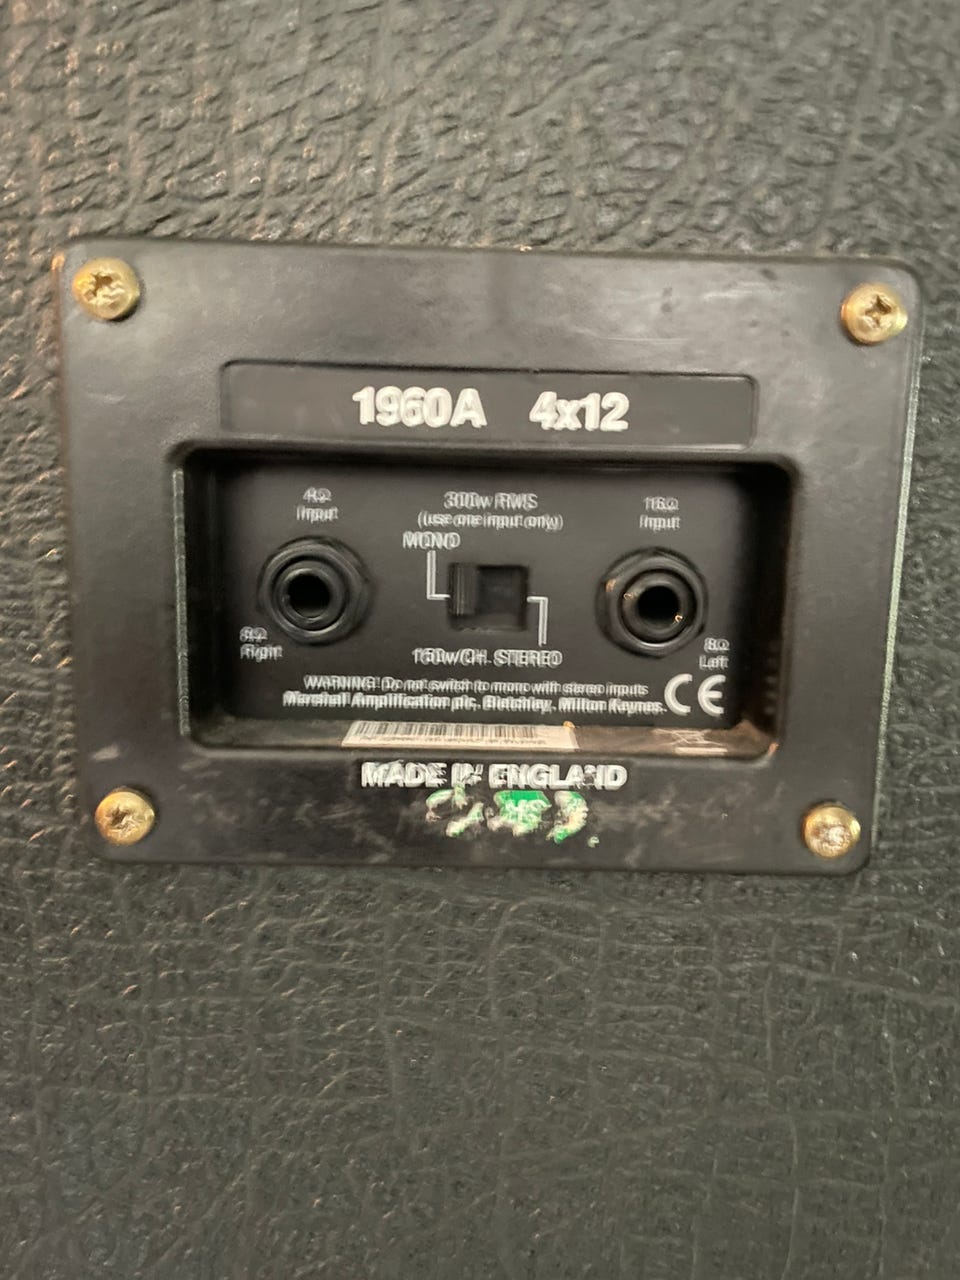 1960A 4x12
4Ω
Input
300w RMS
(use one input only)
16Ω
Input
MONO
8Ω
Right
150w/CH. STEREO
8Ω
Left
WARNING! Do not switch to mono with stereo inputs
Marshall Amplification plc, Bletchley, Milton Keynes.
CE
MADE IN ENGLAND